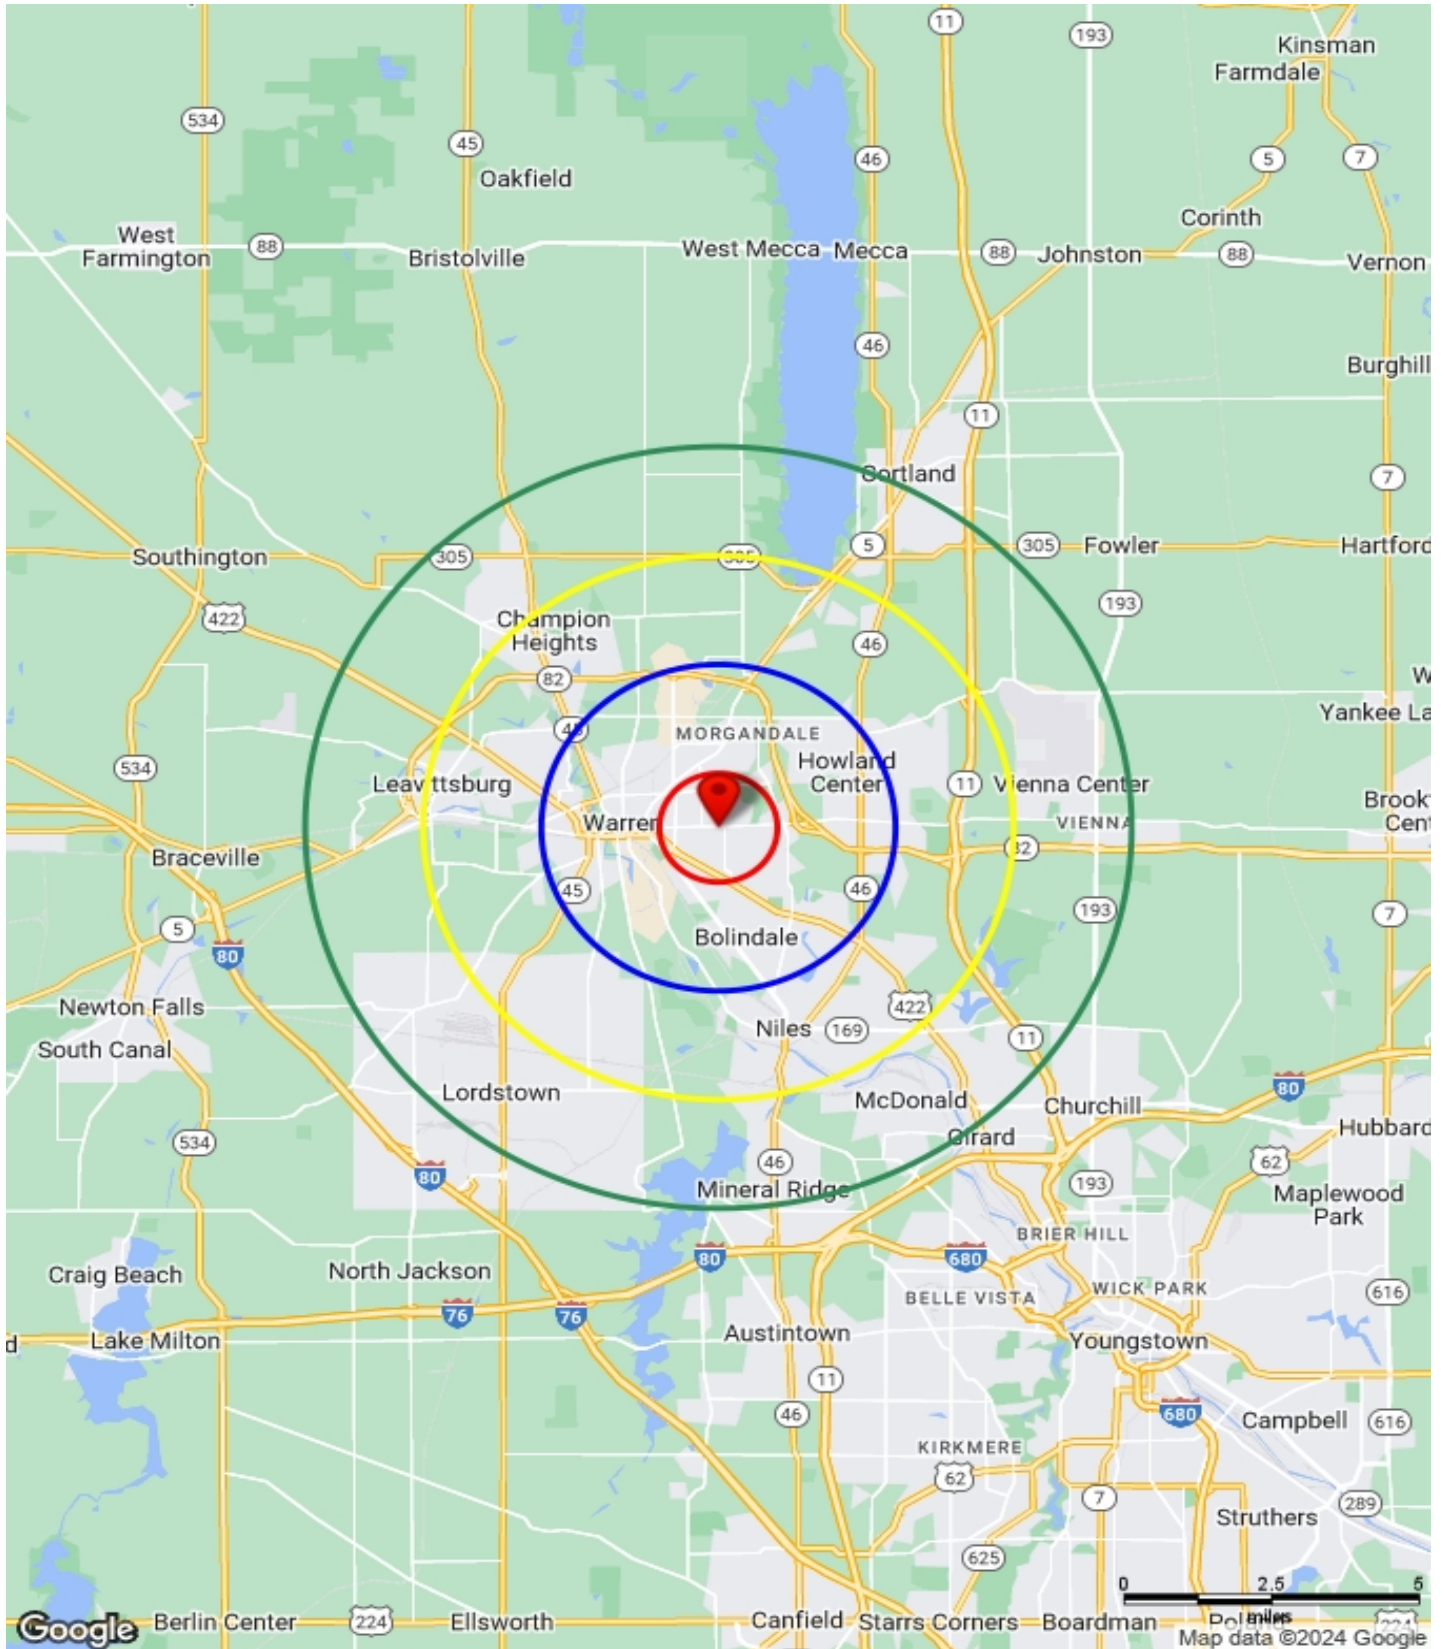 11
193
Kinsman
Farmdale
534
45
46
5
7
Oakfield
Corinth
West
Farmington
88
Bristolville
West Mecca
Mecca
88
Johnston
88
Vernon
46
Burghill
11
Cortland
7
Southington
305
305
5
305
Fowler
Hartford
422
193
Champion
Heights
46
82
45
MORGANDALE
Yankee La
534
Howland
Center
Leavittsburg
11
Vienna Center
Brook
Cent
Warren
VIENNA
82
Braceville
45
46
193
7
5
80
Bolindale
Newton Falls
422
Niles
169
11
South Canal
Lordstown
McDonald
Churchill
80
Girard
Hubbard
534
46
62
80
Mineral Ridge
193
Maplewood
Park
BRIER HILL
80
680
Craig Beach
North Jackson
BELLE VISTA
WICK PARK
616
76
76
d
Lake Milton
Austintown
Youngstown
11
46
680
Campbell
616
KIRKMERE
62
7
289
Struthers
625
0
2.5
5
miles
Google
Berlin Center
224
Ellsworth
Canfield
Starrs Corners
Boardman
Poland
224
Map data ©2024 Google